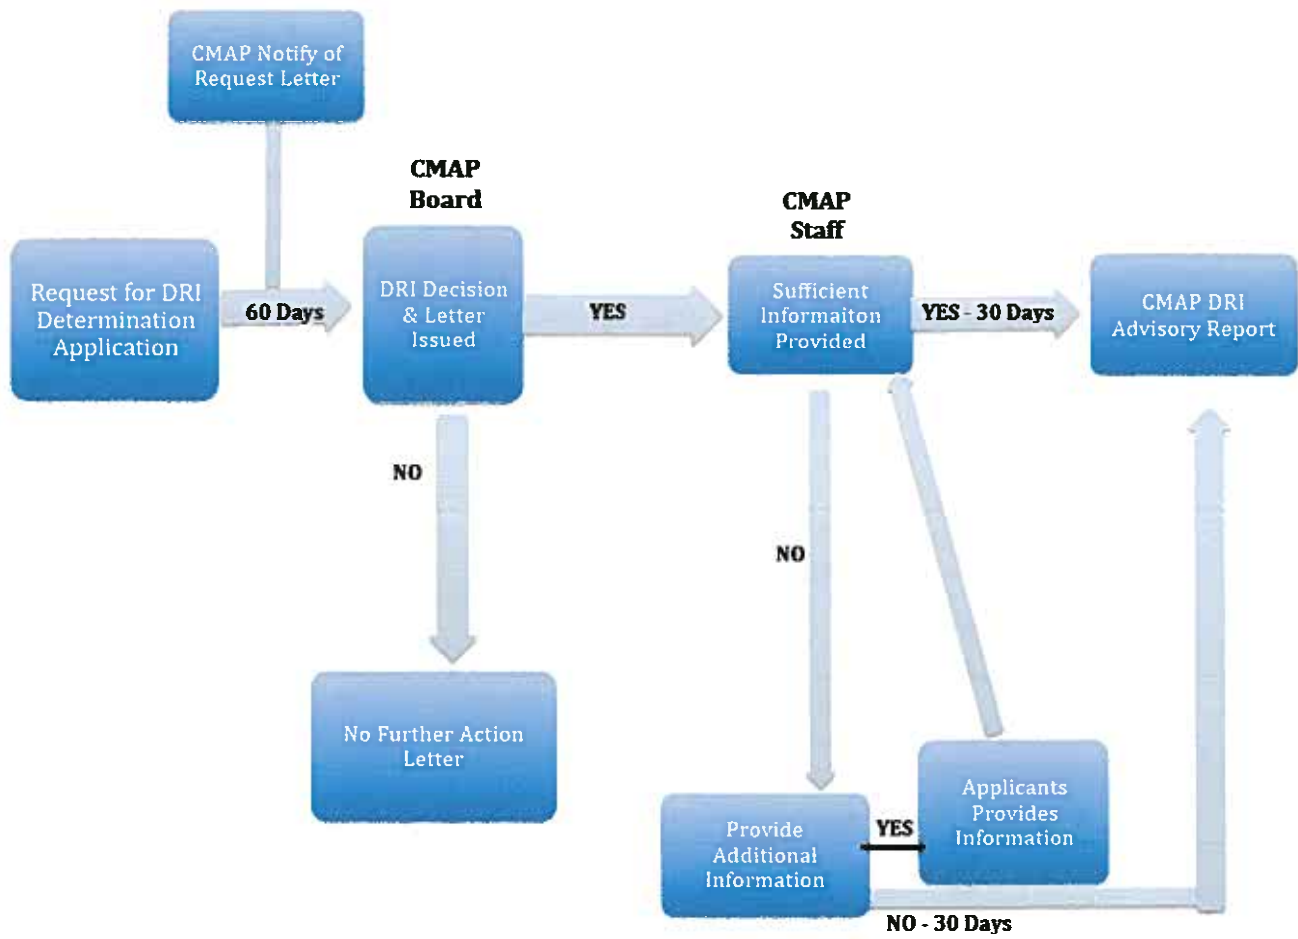 CMAP Notify of
Request Letter
CMAP
Board
CMAP
Staff
Request for DRI
Determination
Application
60 Days
DRI Decision
& Letter
Issued
YES
Sufficient
Informaiton
Provided
YES - 30 Days
CMAP DRI
Advisory Report
NO
NO
No Further Action
Letter
Provide
Additional
Information
YES
Applicants
Provides
Information
NO - 30 Days